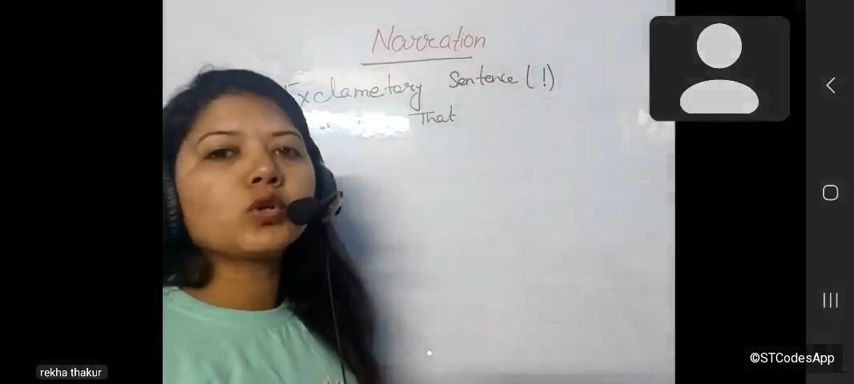 Narration
Exclametory Sentence (!)
That
rekha thakur
©STCodesApp